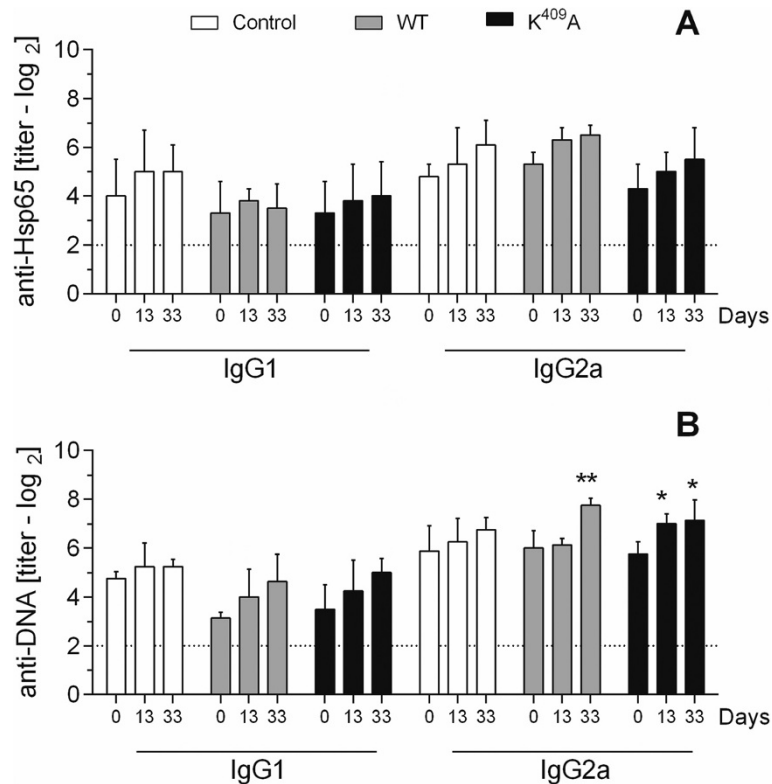 Control WT K⁴⁰⁹A
A
anti-Hsp65 [titer - log ₂]
10
8
6
4
2
0
0 13 33 0 13 33 0 13 33 0 13 33 0 13 33 0 13 33 Days
IgG1 IgG2a
B
anti-DNA [titer - log ₂]
10
8
6
4
2
0
** * *
0 13 33 0 13 33 0 13 33 0 13 33 0 13 33 0 13 33 Days
IgG1 IgG2a